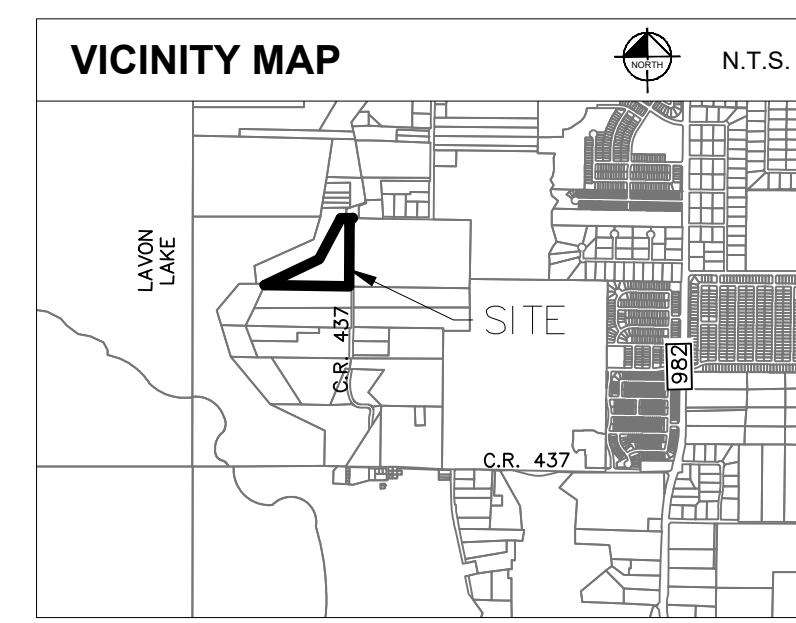 VICINITY MAP
NORTH
N.T.S.
LAVON
LAKE
SITE
C.R. 437
982
C.R. 437